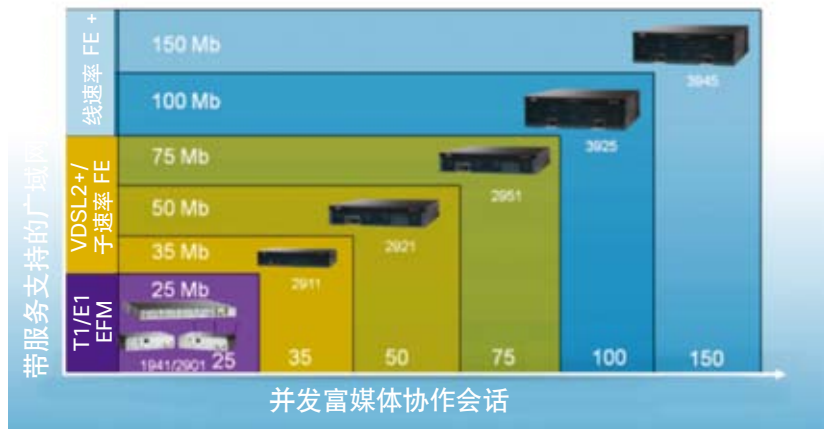 带服务支持的广域网
线速率 FE +
VDSL2+/
子速率 FE
T1/E1
EFM
150 Mb
3945
100 Mb
3925
75 Mb
2951
50 Mb
2921
35 Mb
2911
25 Mb
1941/2901
25
35
50
75
100
150
并发富媒体协作会话